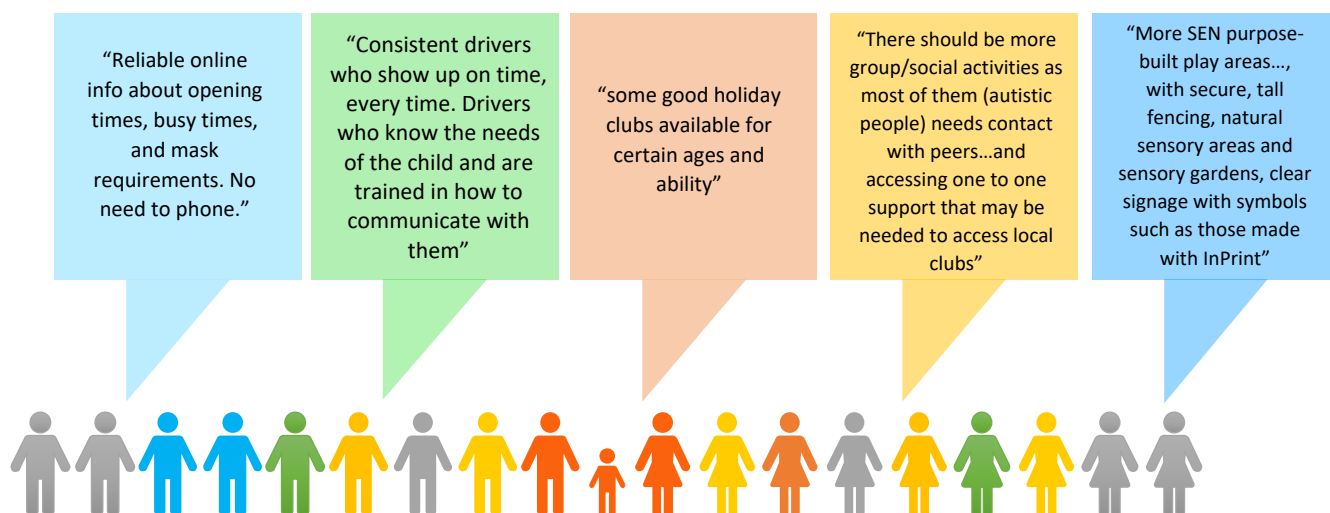 “Reliable online
info about opening
times, busy times,
and mask
requirements. No
need to phone.”
“Consistent drivers
who show up on time,
every time. Drivers
who know the needs
of the child and are
trained in how to
communicate with
them”
“some good holiday
clubs available for
certain ages and
ability”
“There should be more
group/social activities as
most of them (autistic
people) needs contact
with peers…and
accessing one to one
support that may be
needed to access local
clubs”
“More SEN purpose-
built play areas…,
with secure, tall
fencing, natural
sensory areas and
sensory gardens, clear
signage with symbols
such as those made
with InPrint”